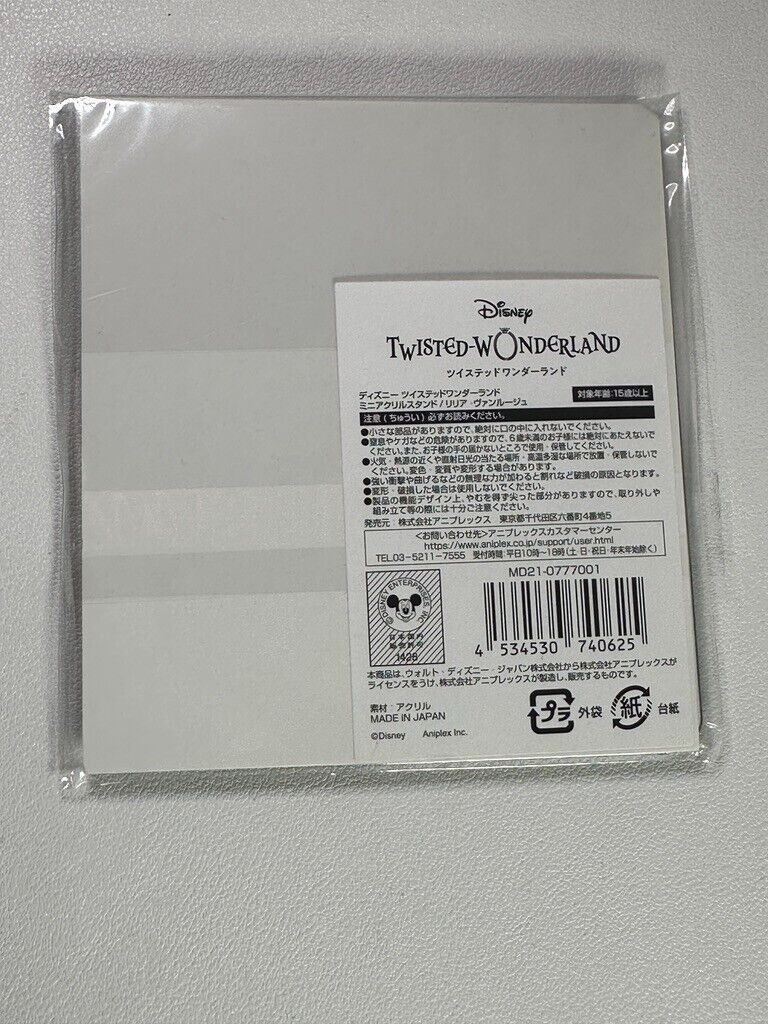 Disney
TWISTED-WONDERLAND
ツイステッドワンダーランド
ディズニー ツイステッドワンダーランド
ミニアクリルスタンド / リリア・ヴァンルージュ
対象年齢:15歳以上
注意(ちゅうい)必ずお読みください。
●小さな部品がありますので、絶対に口の中に入れないでください。
●窒息やケガなどの危険がありますので、6歳未満のお子様には絶対にあたえないで
ください。また、お子様の手の届かないところで使用・保管してください。
●火気・熱源の近くや直射日光の当たる場所・高温多湿な場所で放置・保管しないで
ください。変色・変質や変形する場合があります。
●強い衝撃や曲げるなどの無理な力が加わると割れなど破損の原因となります。
●変形・破損した場合は使用しないでください。
●製品の機能デザイン上、やむを得ず尖った部分がありますので、取り外しや
組み立て等の際には十分ご注意ください。
発売元:株式会社アニプレックス 東京都千代田区六番町4番地5
<お問い合わせ先>アニプレックスカスタマーセンター
https://www.aniplex.co.jp/support/user.html
TEL03-5211-7555 受付時間:平日10時~18時(土・日・祝日・年末年始除く)
MD21-0777001
©DISNEY ENTERPRISES, INC.
日本国内
1428
4 534530 740625
本商品は、ウォルト・ディズニー・ジャパン株式会社から株式会社アニプレックスが
ライセンスをうけ、株式会社アニプレックスが製造し、販売するものです。
素材:アクリル
MADE IN JAPAN
©Disney Aniplex Inc.
プラ 外袋
紙 台紙